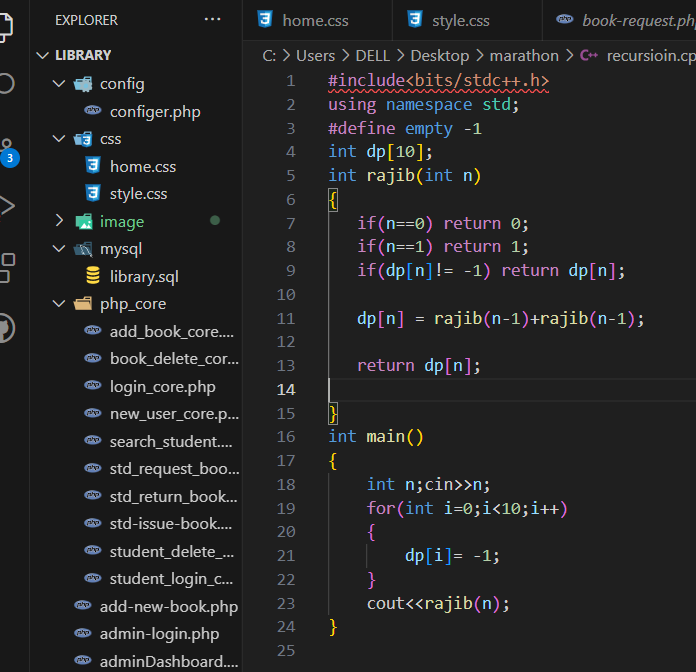 EXPLORER ...
LIBRARY
config
configer.php
css
home.css
style.css
image
mysql
library.sql
php_core
add_book_core....
book_delete_cor...
login_core.php
new_user_core.p...
search_student....
std_request_boo...
std_return_book...
std-issue-book....
student_delete_...
student_login_c...
add-new-book.php
admin-login.php
adminDashboard....
3
home.css
style.css
book-request.ph
C: > Users > DELL > Desktop > marathon > C++ recursioin.cp
1 #include<bits/stdc++.h>
2 using namespace std;
3 #define empty -1
4 int dp[10];
5 int rajib(int n)
6 {
7 if(n==0) return 0;
8 if(n==1) return 1;
9 if(dp[n]!= -1) return dp[n];
10
11 dp[n] = rajib(n-1)+rajib(n-1);
12
13 return dp[n];
14
15 }
16 int main()
17 {
18 int n;cin>>n;
19 for(int i=0;i<10;i++)
20 {
21 dp[i]= -1;
22 }
23 cout<<rajib(n);
24 }
25